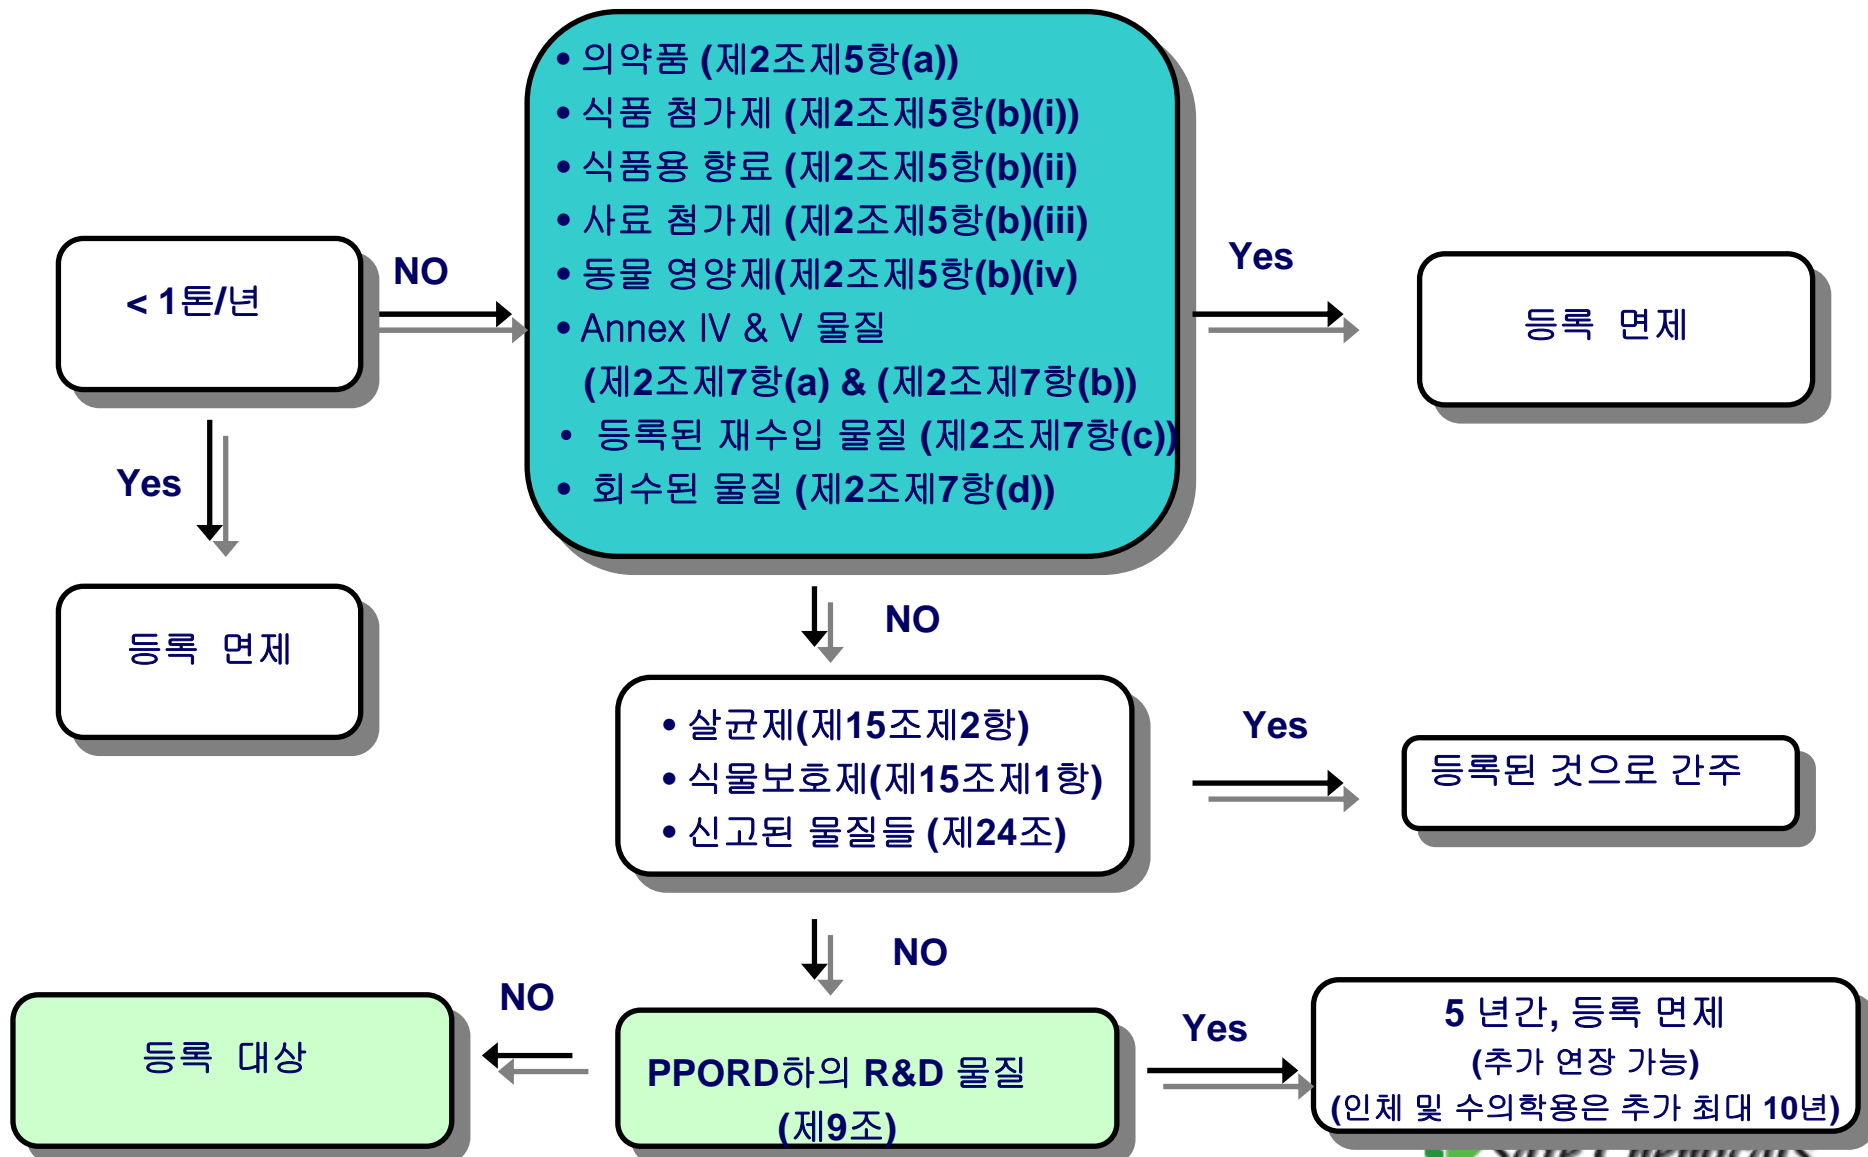 • 의약품 (제2조제5항(a))
• 식품 첨가제 (제2조제5항(b)(i))
• 식품용 향료 (제2조제5항(b)(ii)
• 사료 첨가제 (제2조제5항(b)(iii)
• 동물 영양제(제2조제5항(b)(iv)
• Annex IV & V 물질
(제2조제7항(a) & (제2조제7항(b))
• 등록된 재수입 물질 (제2조제7항(c))
• 회수된 물질 (제2조제7항(d))
< 1톤/년
NO
Yes
등록 면제
Yes
등록 면제
NO
• 살균제(제15조제2항)
• 식물보호제(제15조제1항)
• 신고된 물질들 (제24조)
Yes
등록된 것으로 간주
NO
NO
등록 대상
PPORD하의 R&D 물질
(제9조)
Yes
5 년간, 등록 면제
(추가 연장 가능)
(인체 및 수의학용은 추가 최대 10년)
Safe Chemicals